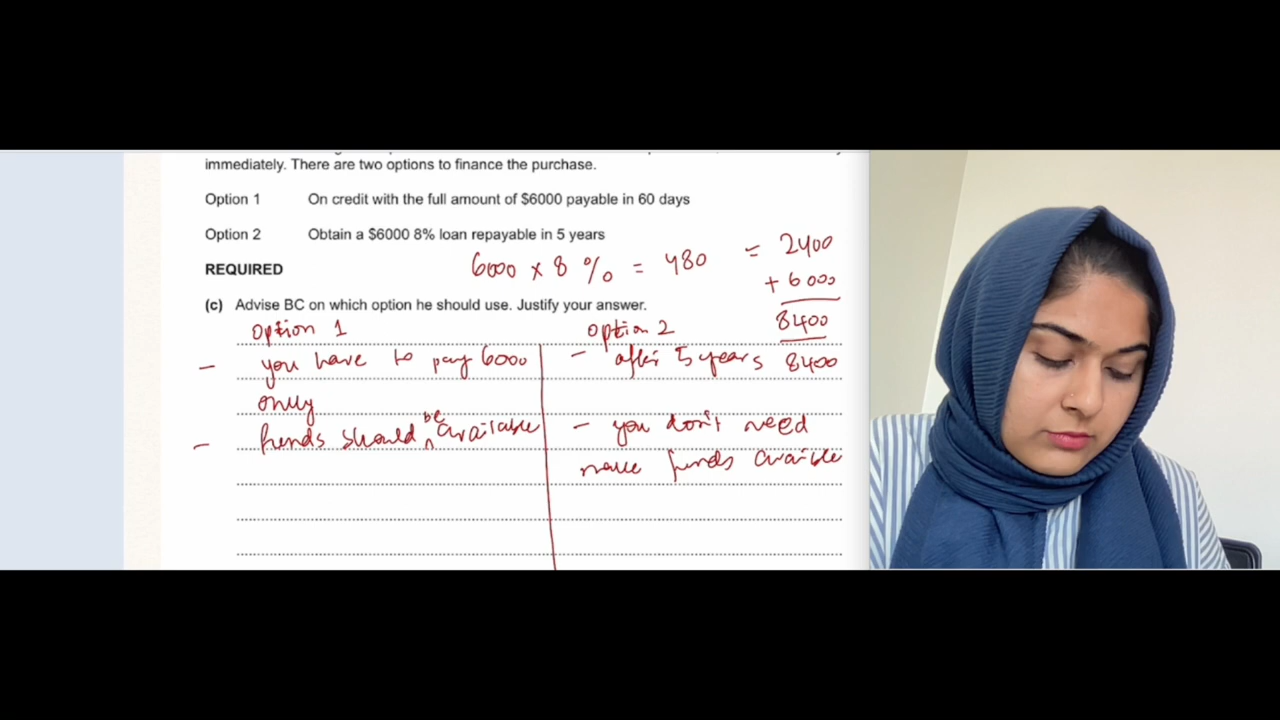 immediately. There are two options to finance the purchase.
Option 1 On credit with the full amount of $6000 payable in 60 days
Option 2 Obtain a $6000 8% loan repayable in 5 years
6000 x 8 % = 480 = 2400
+ 6000
8400
REQUIRED
(c) Advise BC on which option he should use. Justify your answer.
option 1
- you have to pay 6000
only
- funds should be available
option 2
- after 5 years 8400
- you don't need
funds